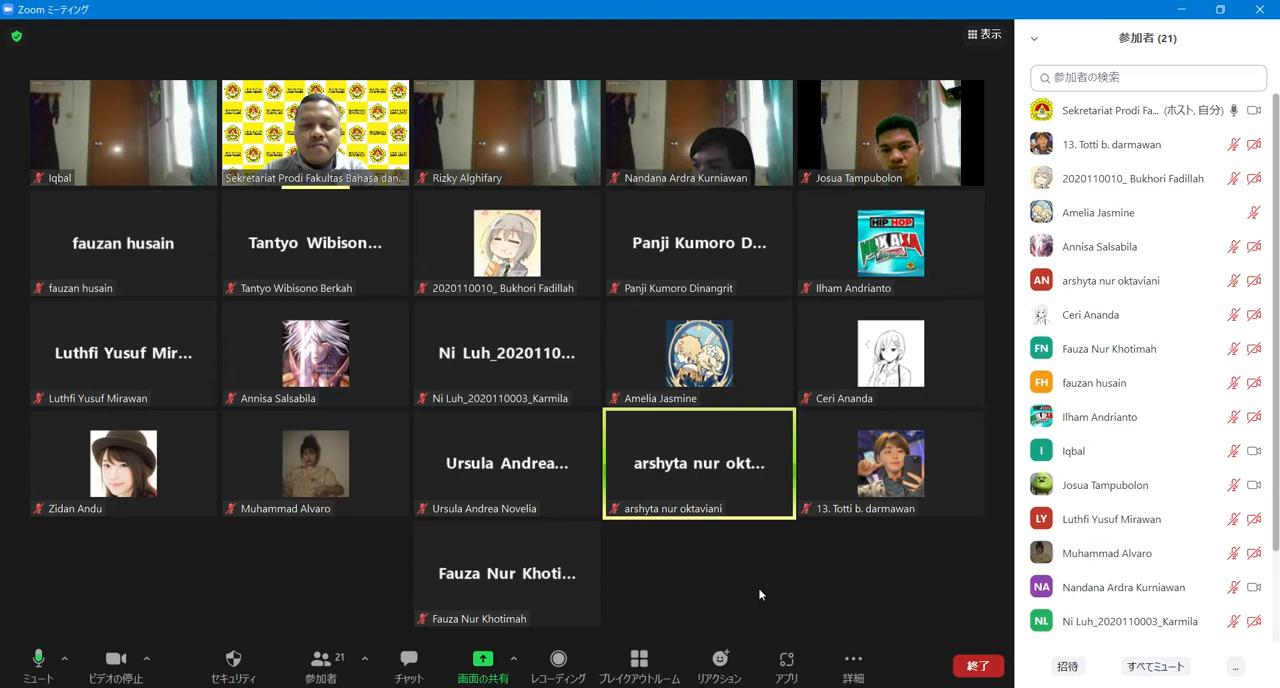 Zoom ミーティング
表示
Iqbal
Sekretariat Prodi Fakultas Bahasa dan...
Rizky Alghifary
Nandana Ardra Kurniawan
Josua Tampubolon
fauzan husain
Tantyo Wibison...
Panji Kumoro D...
HIP HOP
fauzan husain
Tantyo Wibisono Berkah
2020110010_ Bukhori Fadillah
Panji Kumoro Dinangrit
Ilham Andrianto
Luthfi Yusuf Mir...
Ni Luh_2020110...
Luthfi Yusuf Mirawan
Annisa Salsabila
Ni Luh_2020110003_Karmila
Amelia Jasmine
Ceri Ananda
Ursula Andrea...
arshyta nur okt...
Zidan Andu
Muhammad Alvaro
Ursula Andrea Novelia
arshyta nur oktaviani
13. Totti b. darmawan
Fauza Nur Khoti...
Fauza Nur Khotimah
ミュート
ビデオの停止
セキュリティ
21
参加者
チャット
画面の共有
レコーディング
ブレイクアウトルーム
リアクション
アプリ
詳細
終了
参加者 (21)
参加者の検索
Sekretariat Prodi Fa... (ホスト, 自分)
13. Totti b. darmawan
2020110010_ Bukhori Fadillah
Amelia Jasmine
Annisa Salsabila
AN arshyta nur oktaviani
Ceri Ananda
FN Fauza Nur Khotimah
FH fauzan husain
Ilham Andrianto
I Iqbal
Josua Tampubolon
LY Luthfi Yusuf Mirawan
Muhammad Alvaro
NA Nandana Ardra Kurniawan
NL Ni Luh_2020110003_Karmila
招待
すべてミュート
...